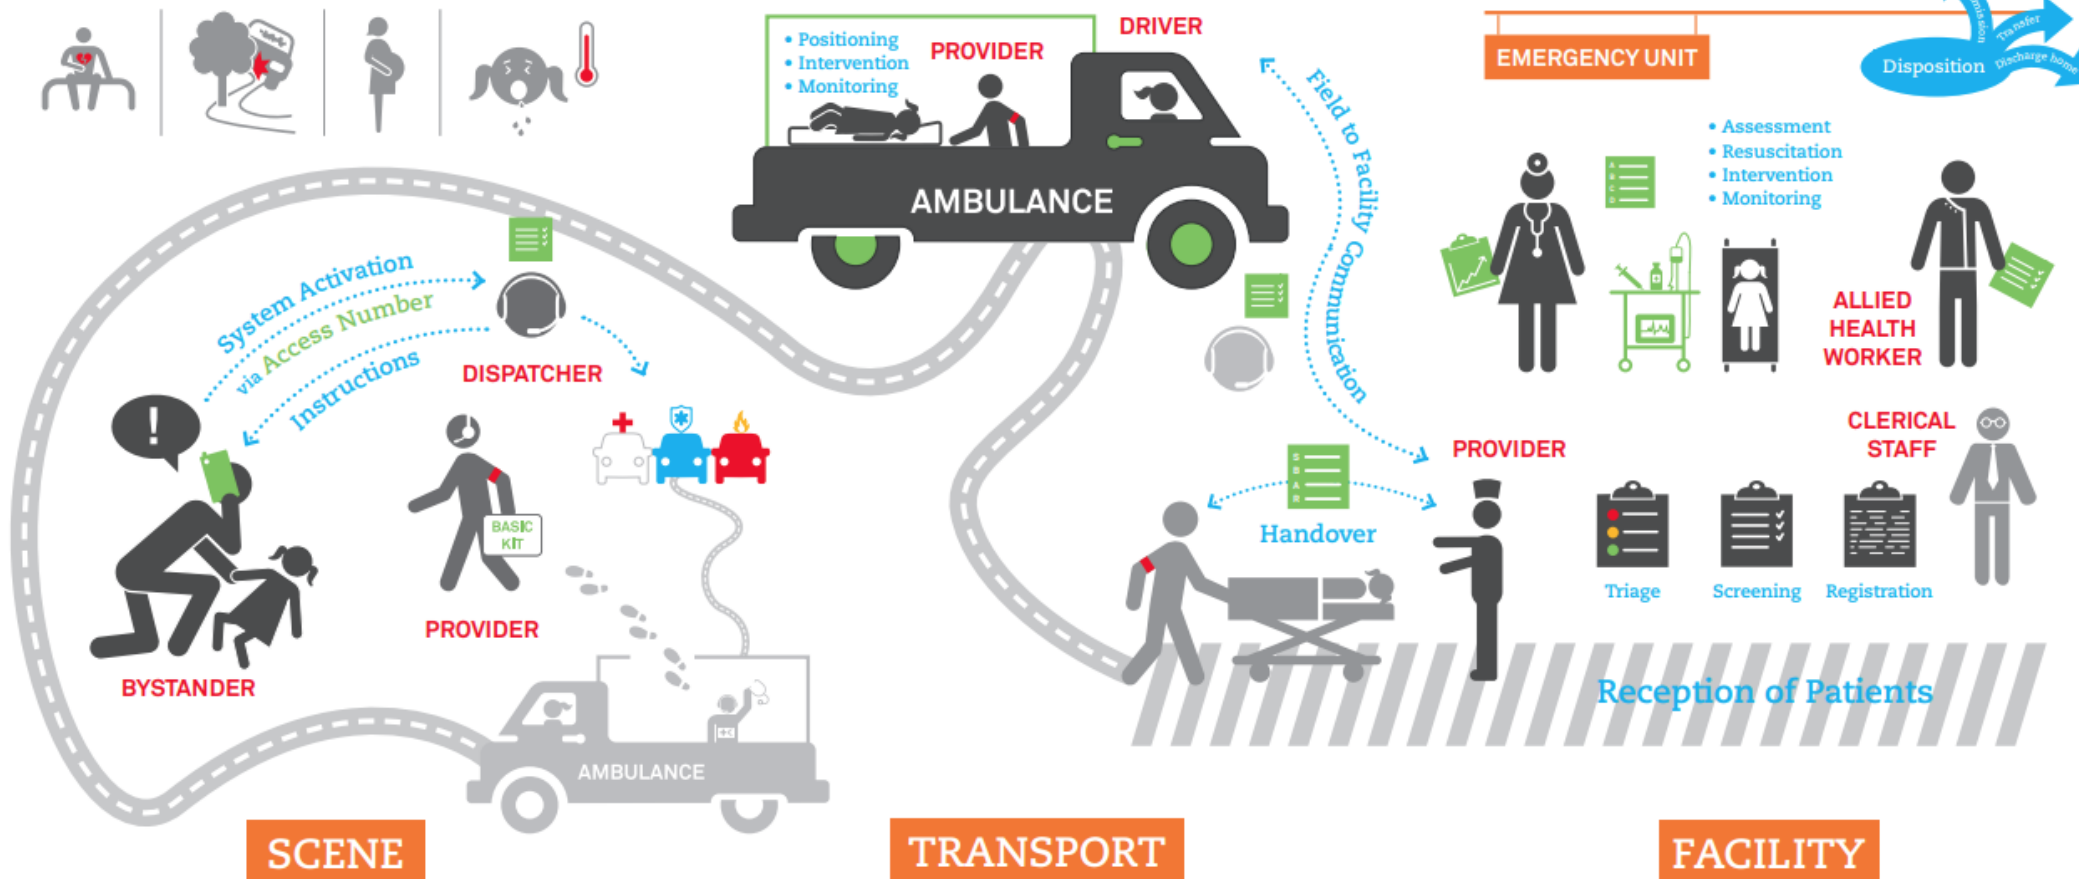 • Positioning
• Intervention
• Monitoring
PROVIDER
DRIVER
AMBULANCE
System Activation
via Access Number
Instructions
DISPATCHER
!
BASIC
KIT
PROVIDER
BYSTANDER
AMBULANCE
SCENE
Field to Facility Communication
S
B
A
R
Handover
PROVIDER
TRANSPORT
EMERGENCY UNIT
Disposition
Transfer
Discharge home
• Assessment
• Resuscitation
• Intervention
• Monitoring
A
B
C
D
ALLIED
HEALTH
WORKER
CLERICAL
STAFF
Triage
Screening
Registration
Reception of Patients
FACILITY